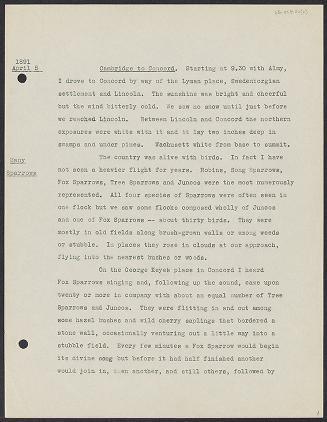 1891
April 5
Cambridge to Concord. Starting at 9.30 with Almy,
I drove to Concord by way of the Lyman place, Swedenborgian
settlement and Lincoln. The sunshine was bright and cheerful
but the wind bitterly cold. We saw no snow until just before
we reached Lincoln. Between Lincoln and Concord the northern
exposures were white with it and it lay two inches deep in
swamps and under pines. Wachusett white from base to summit.
Many
Sparrows
The country was alive with birds. In fact I have
not seen a heavier flight for years. Robins, Song Sparrows,
Fox Sparrows, Tree Sparrows and Juncos were the most numerously
represented. All four species of Sparrows were often seen in
one flock but we saw some flocks composed wholly of Juncos
and one of Fox Sparrows -- about thirty birds. They were
mostly in old fields along brush-grown walls or among weeds
or stubble. In places they rose in clouds at our approach,
flying into the nearest bushes or woods.
On the George Keyes place in Concord I heard
Fox Sparrows singing and, following up the sound, came upon
twenty or more in company with about an equal number of Tree
Sparrows and Juncos. They were flitting in and out among
some hazel bushes and wild cherry saplings that bordered a
stone wall, occasionally venturing out a little way into a
stubble field. Every few minutes a Fox Sparrow would begin
its divine song but before it had half finished another
would join in, then another, and still others, followed by
1